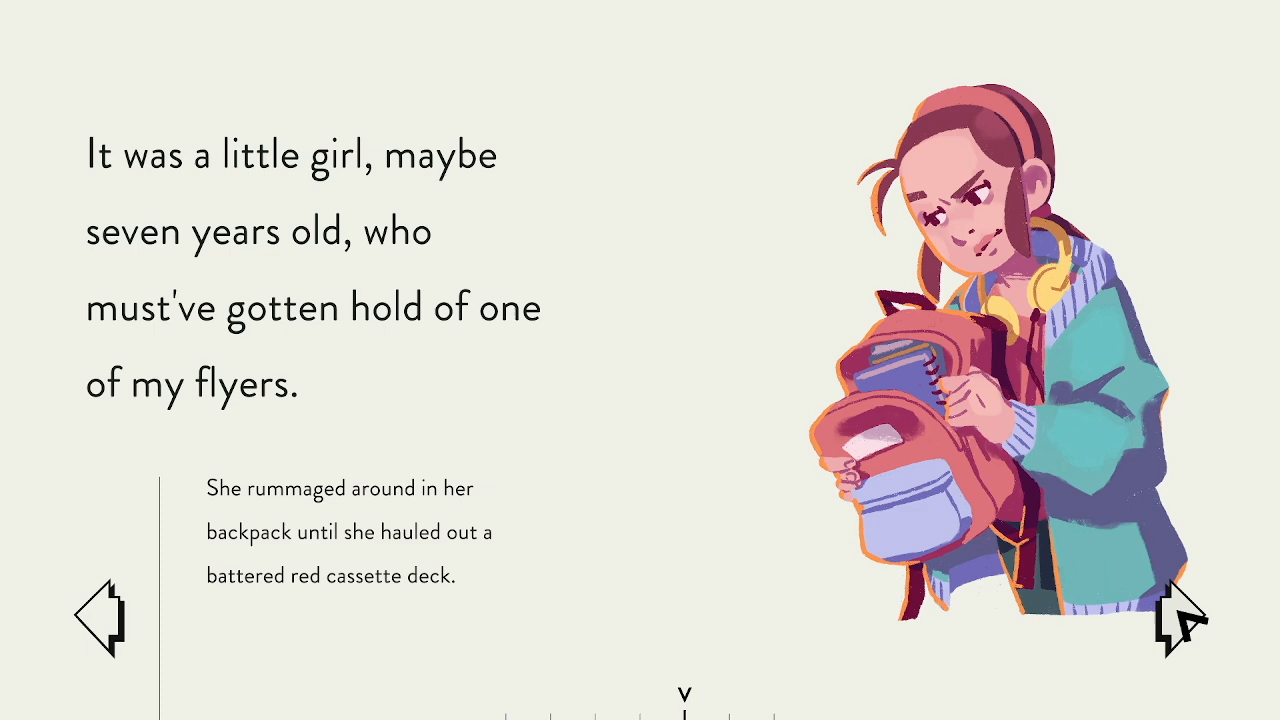 It was a little girl, maybe
seven years old, who
must've gotten hold of one
of my flyers.
She rummaged around in her
backpack until she hauled out a
battered red cassette deck.